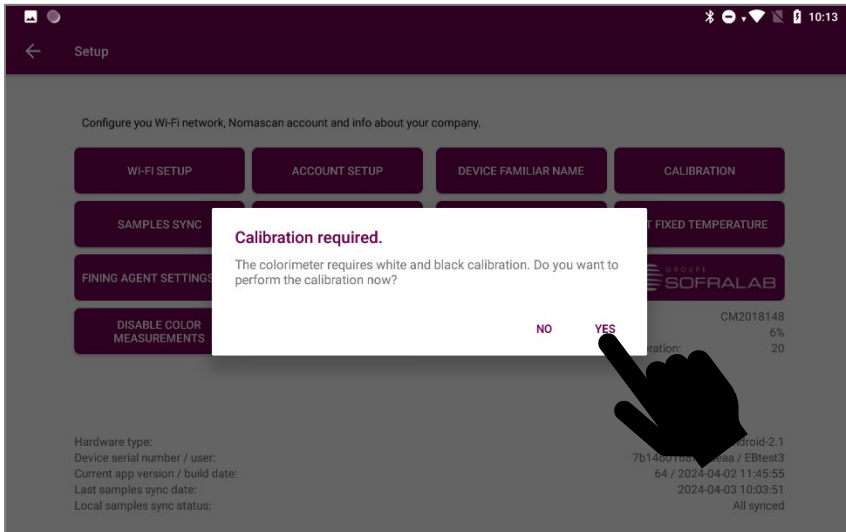 10:13
Setup
Configure you Wi-Fi network, Nomascan account and info about your company.
WI-FI SETUP
ACCOUNT SETUP
DEVICE FAMILIAR NAME
CALIBRATION
SAMPLES SYNC
FIXED TEMPERATURE
Calibration required.
The colorimeter requires white and black calibration. Do you want to
perform the calibration now?
NO
YES
FINING AGENT SETTINGS
GROUPE
SOFRALAB
DISABLE COLOR
MEASUREMENTS
CM2018148
6%
20
Hardware type:
Device serial number / user:
/ EBtest3
Current app version / build date:
64 / 2024-04-02 11:45:55
Last samples sync date:
2024-04-03 10:03:51
Local samples sync status:
All synced